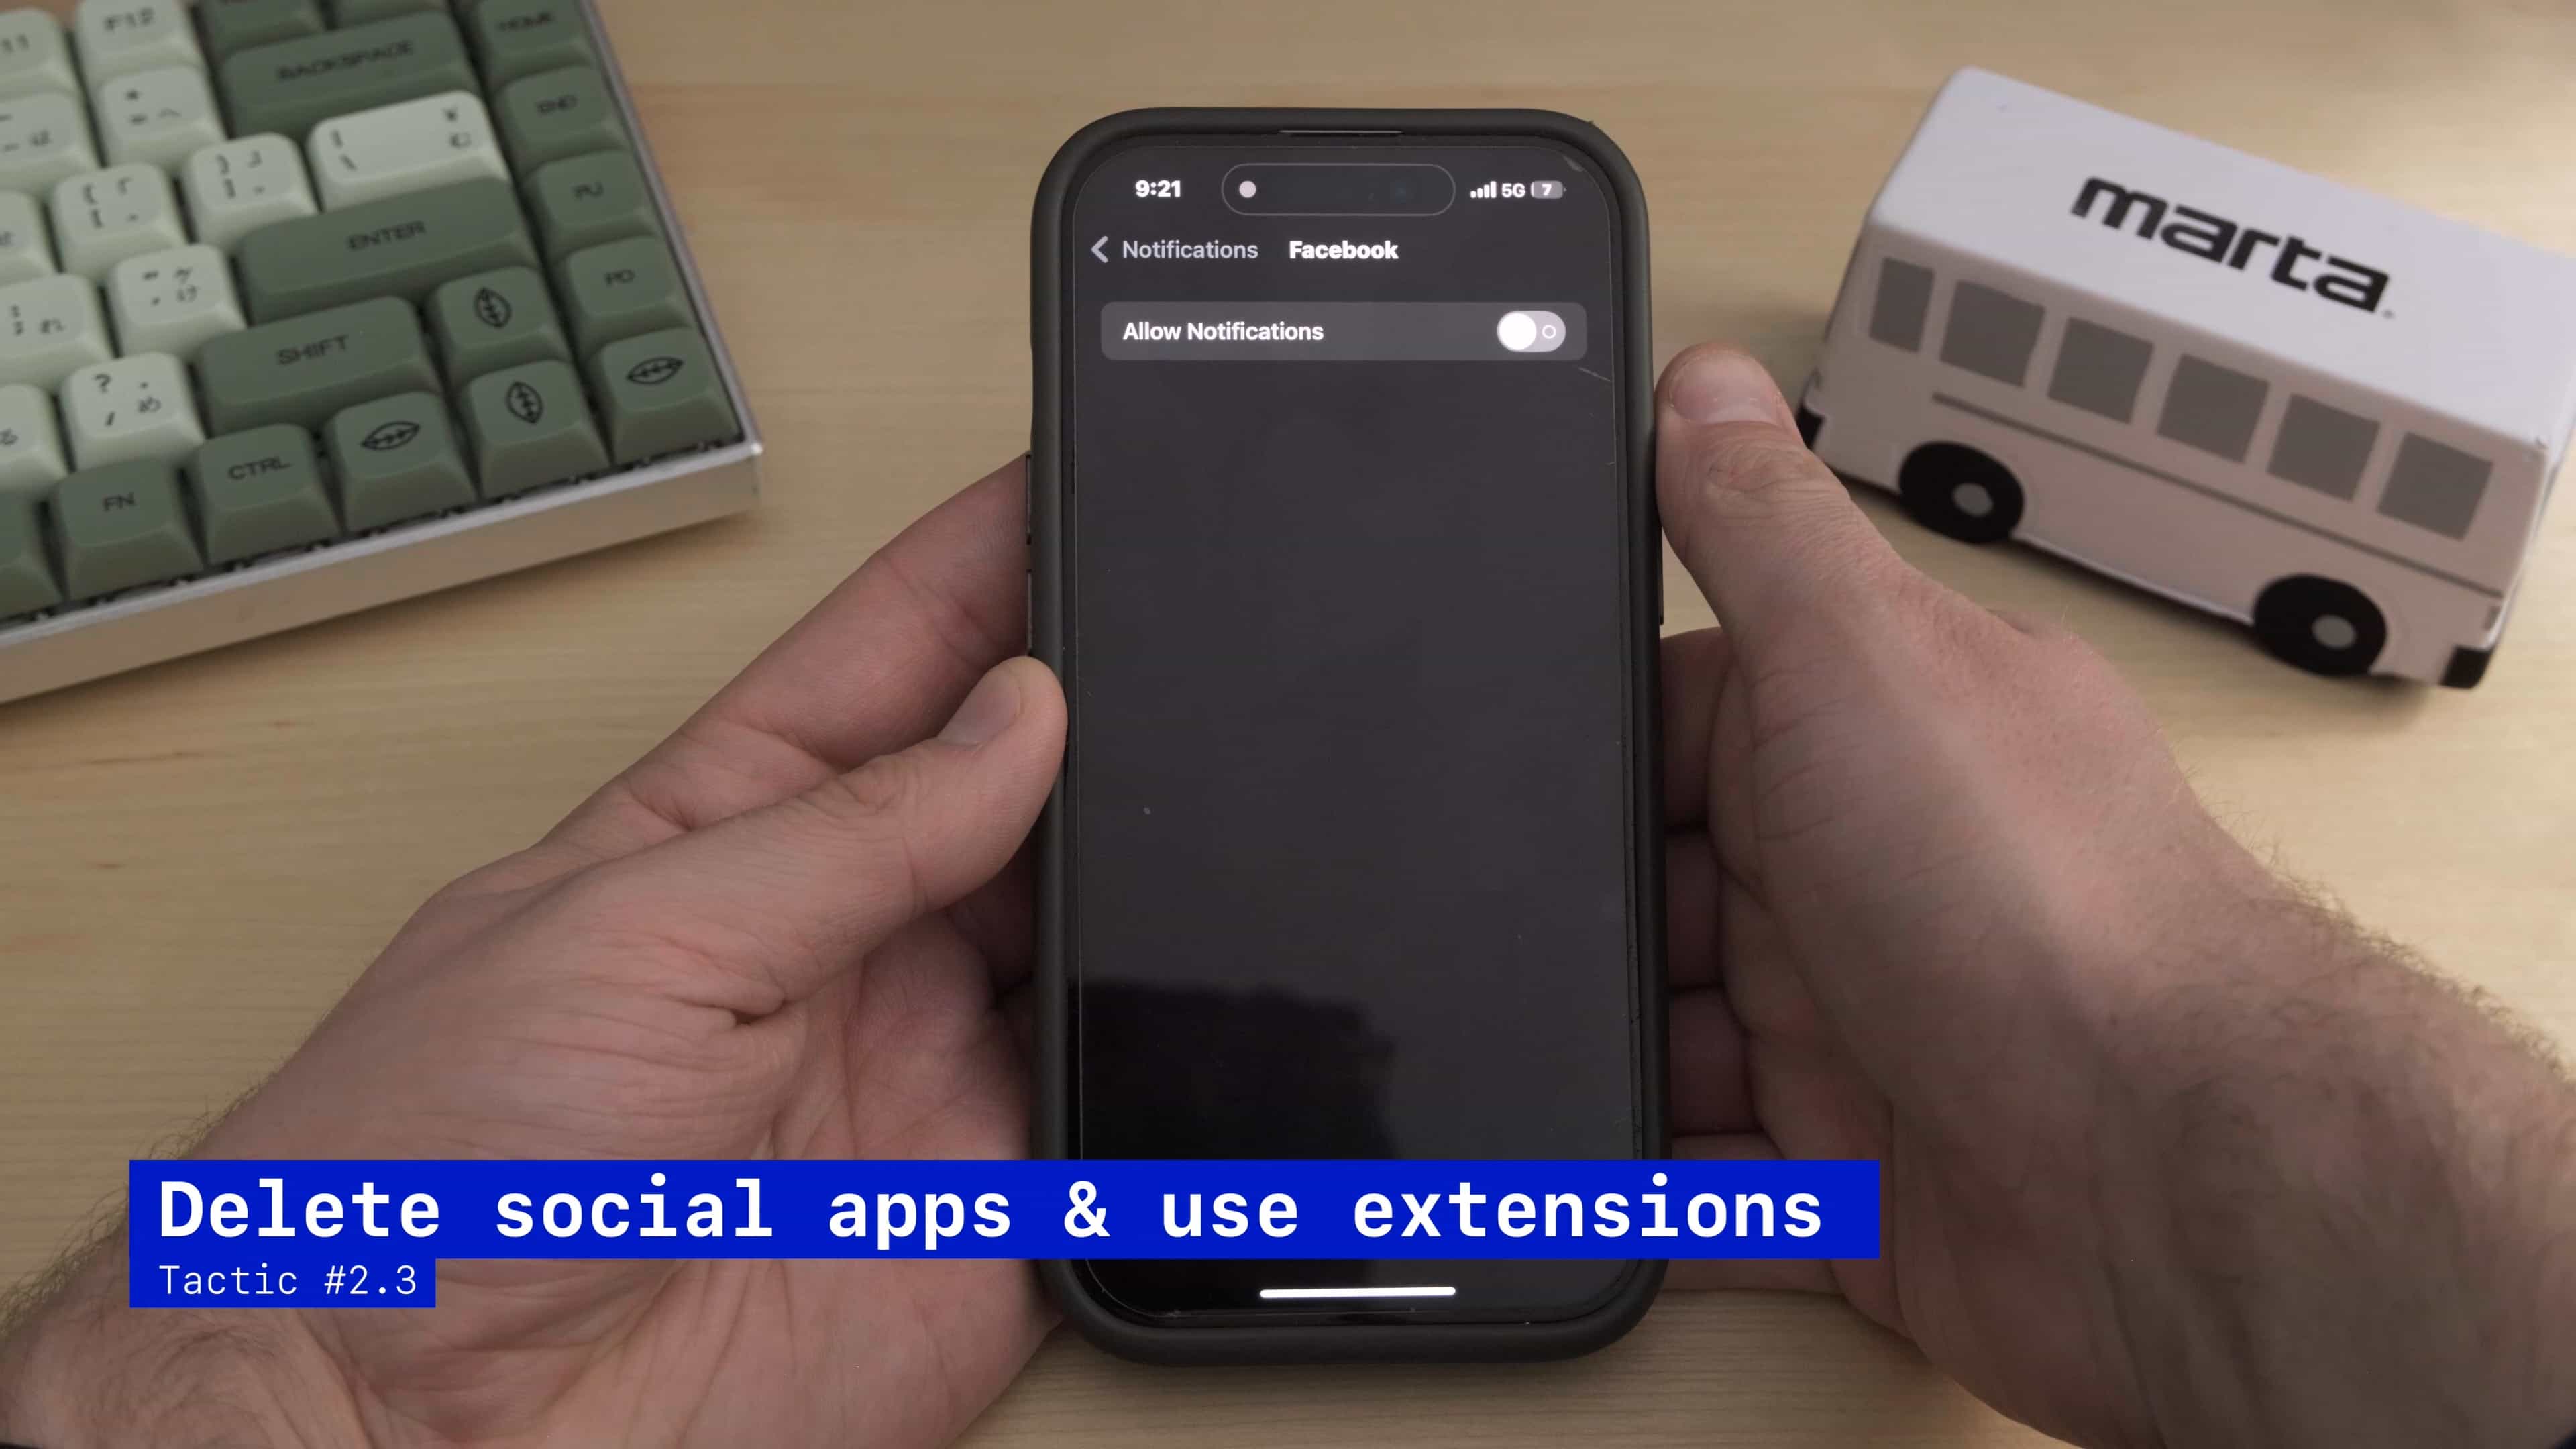 F12
BACKSPACE
HOME
END
ENTER
PU
PD
SHIFT
CTRL
FN
9:21
5G
7
Notifications
Facebook
Allow Notifications
marta
Delete social apps & use extensions
Tactic #2.3